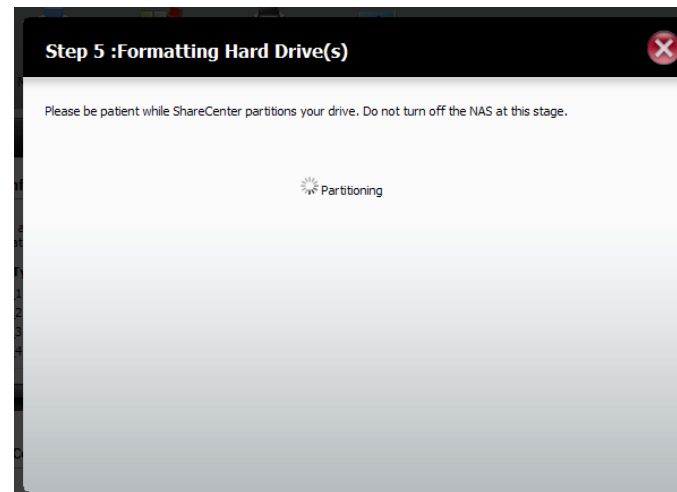 Step 5 :Formatting Hard Drive(s)
Please be patient while ShareCenter partitions your drive. Do not turn off the NAS at this stage.
Partitioning